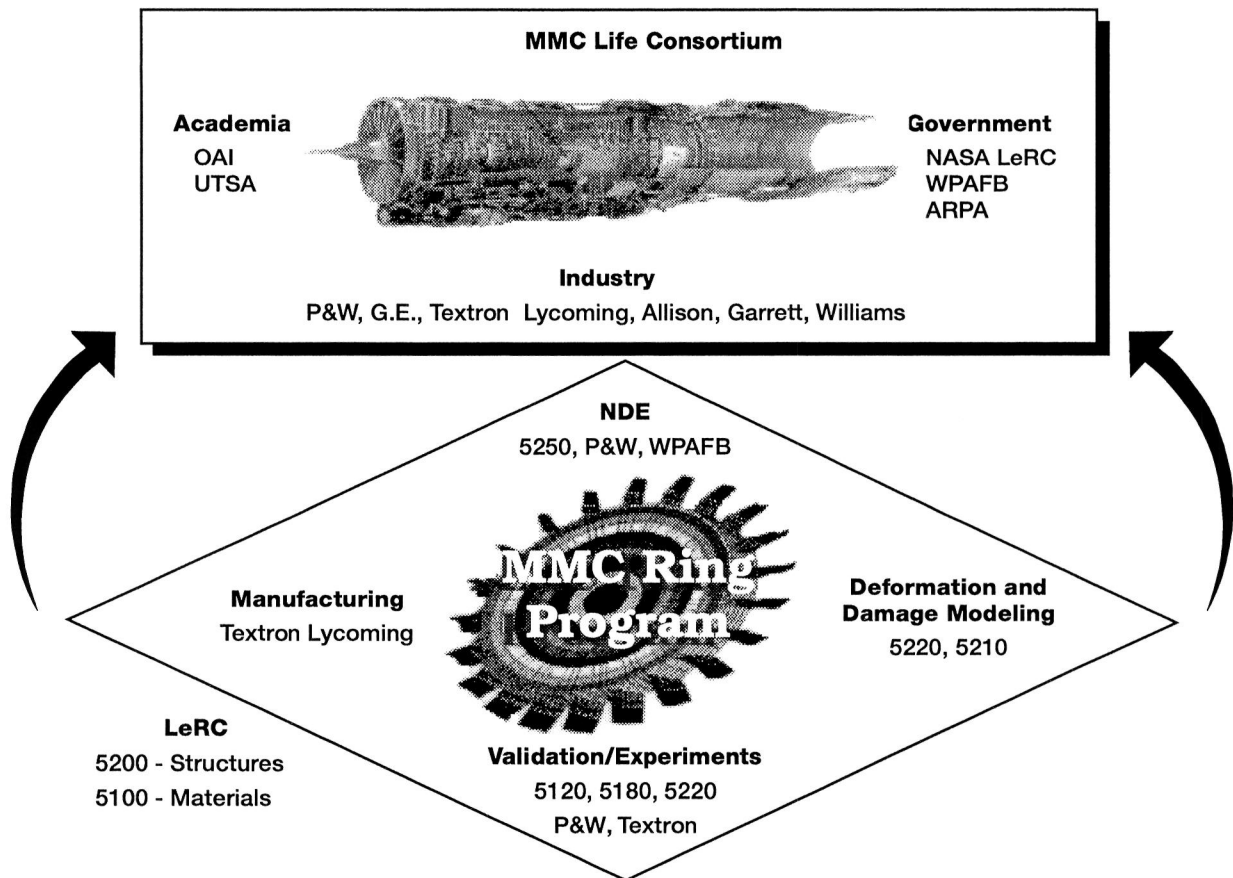 MMC Life Consortium
Academia
OAI
UTSA
Government
NASA LeRC
WPAFB
ARPA
Industry
P&W, G.E., Textron Lycoming, Allison, Garrett, Williams
NDE
5250, P&W, WPAFB
MMC Ring
Program
Manufacturing
Textron Lycoming
Deformation and
Damage Modeling
5220, 5210
LeRC
5200 - Structures
5100 - Materials
Validation/Experiments
5120, 5180, 5220
P&W, Textron